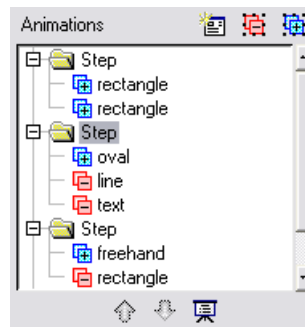 Animations
Step
rectangle
rectangle
Step
oval
line
text
Step
freehand
rectangle